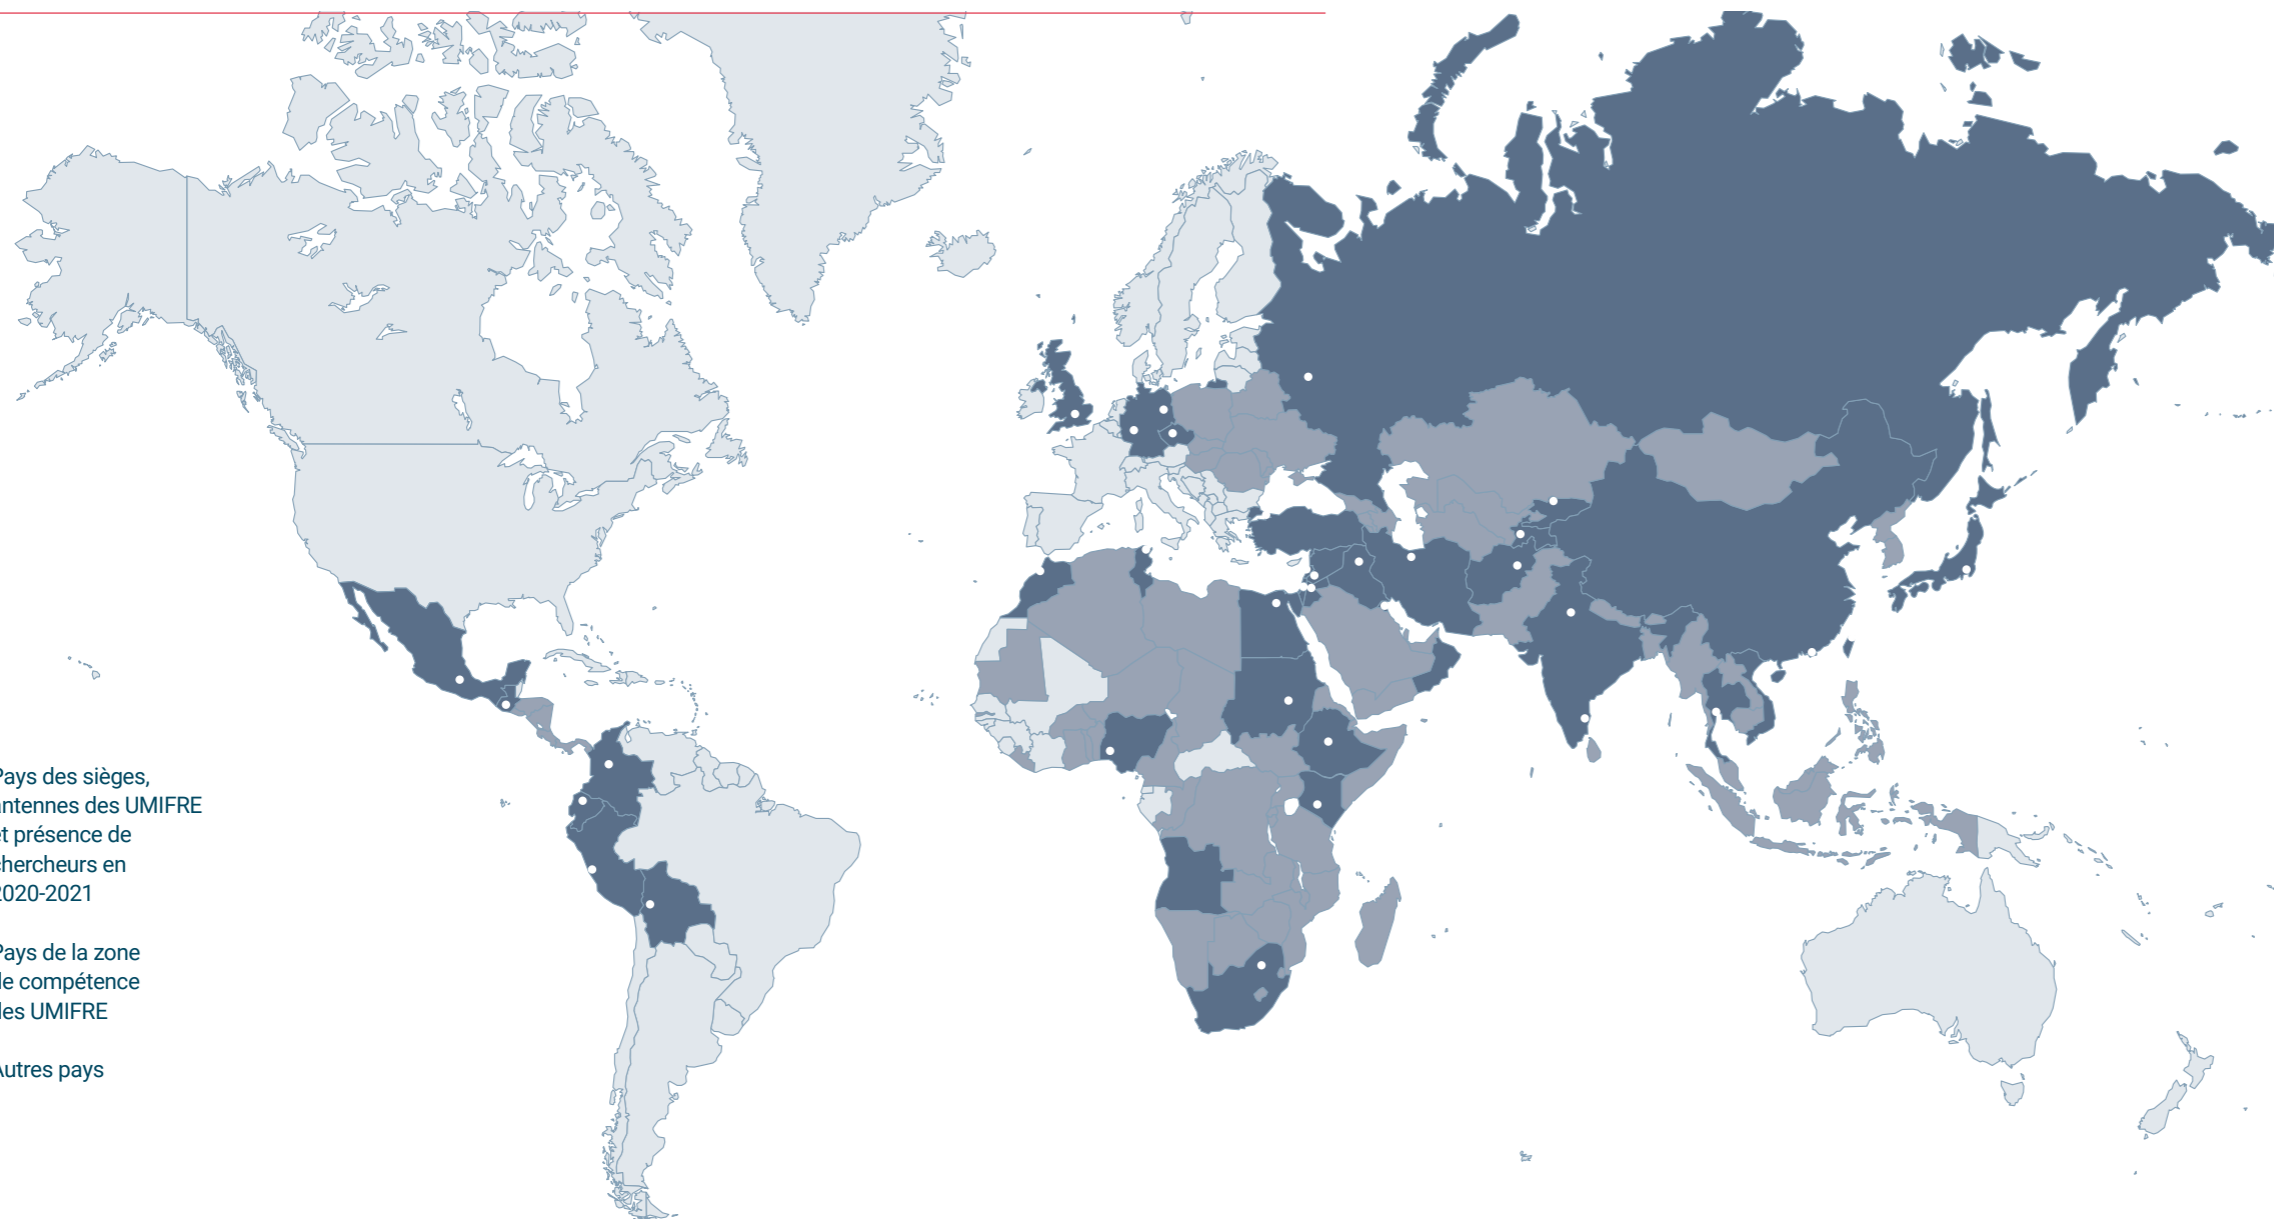 Pays des sièges,
antennes des UMIFRE
et présence de
chercheurs en
2020-2021
Pays de la zone
de compétence
des UMIFRE
Autres pays